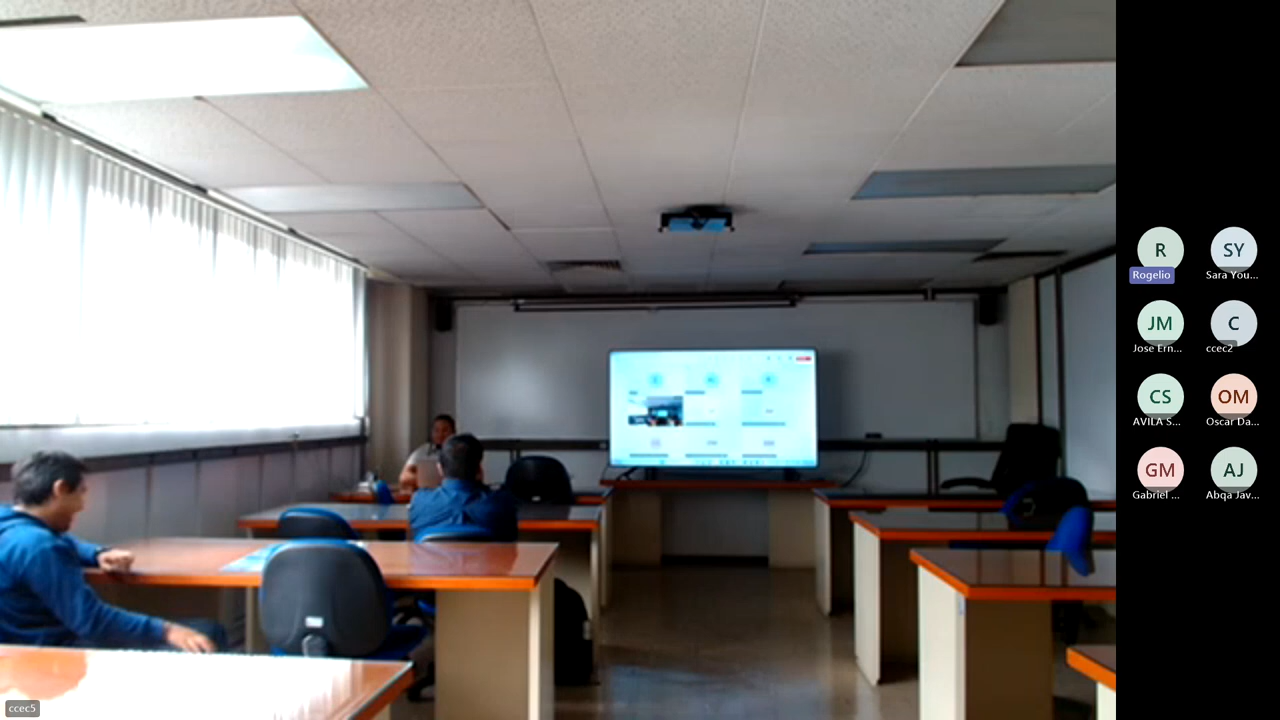 R
SY
Rogelio
Sara You...
JM
C
Jose Ern...
ccec2
CS
OM
AVILA S...
Oscar Da...
GM
AJ
Gabriel ...
Abqa Jav...
ccec5